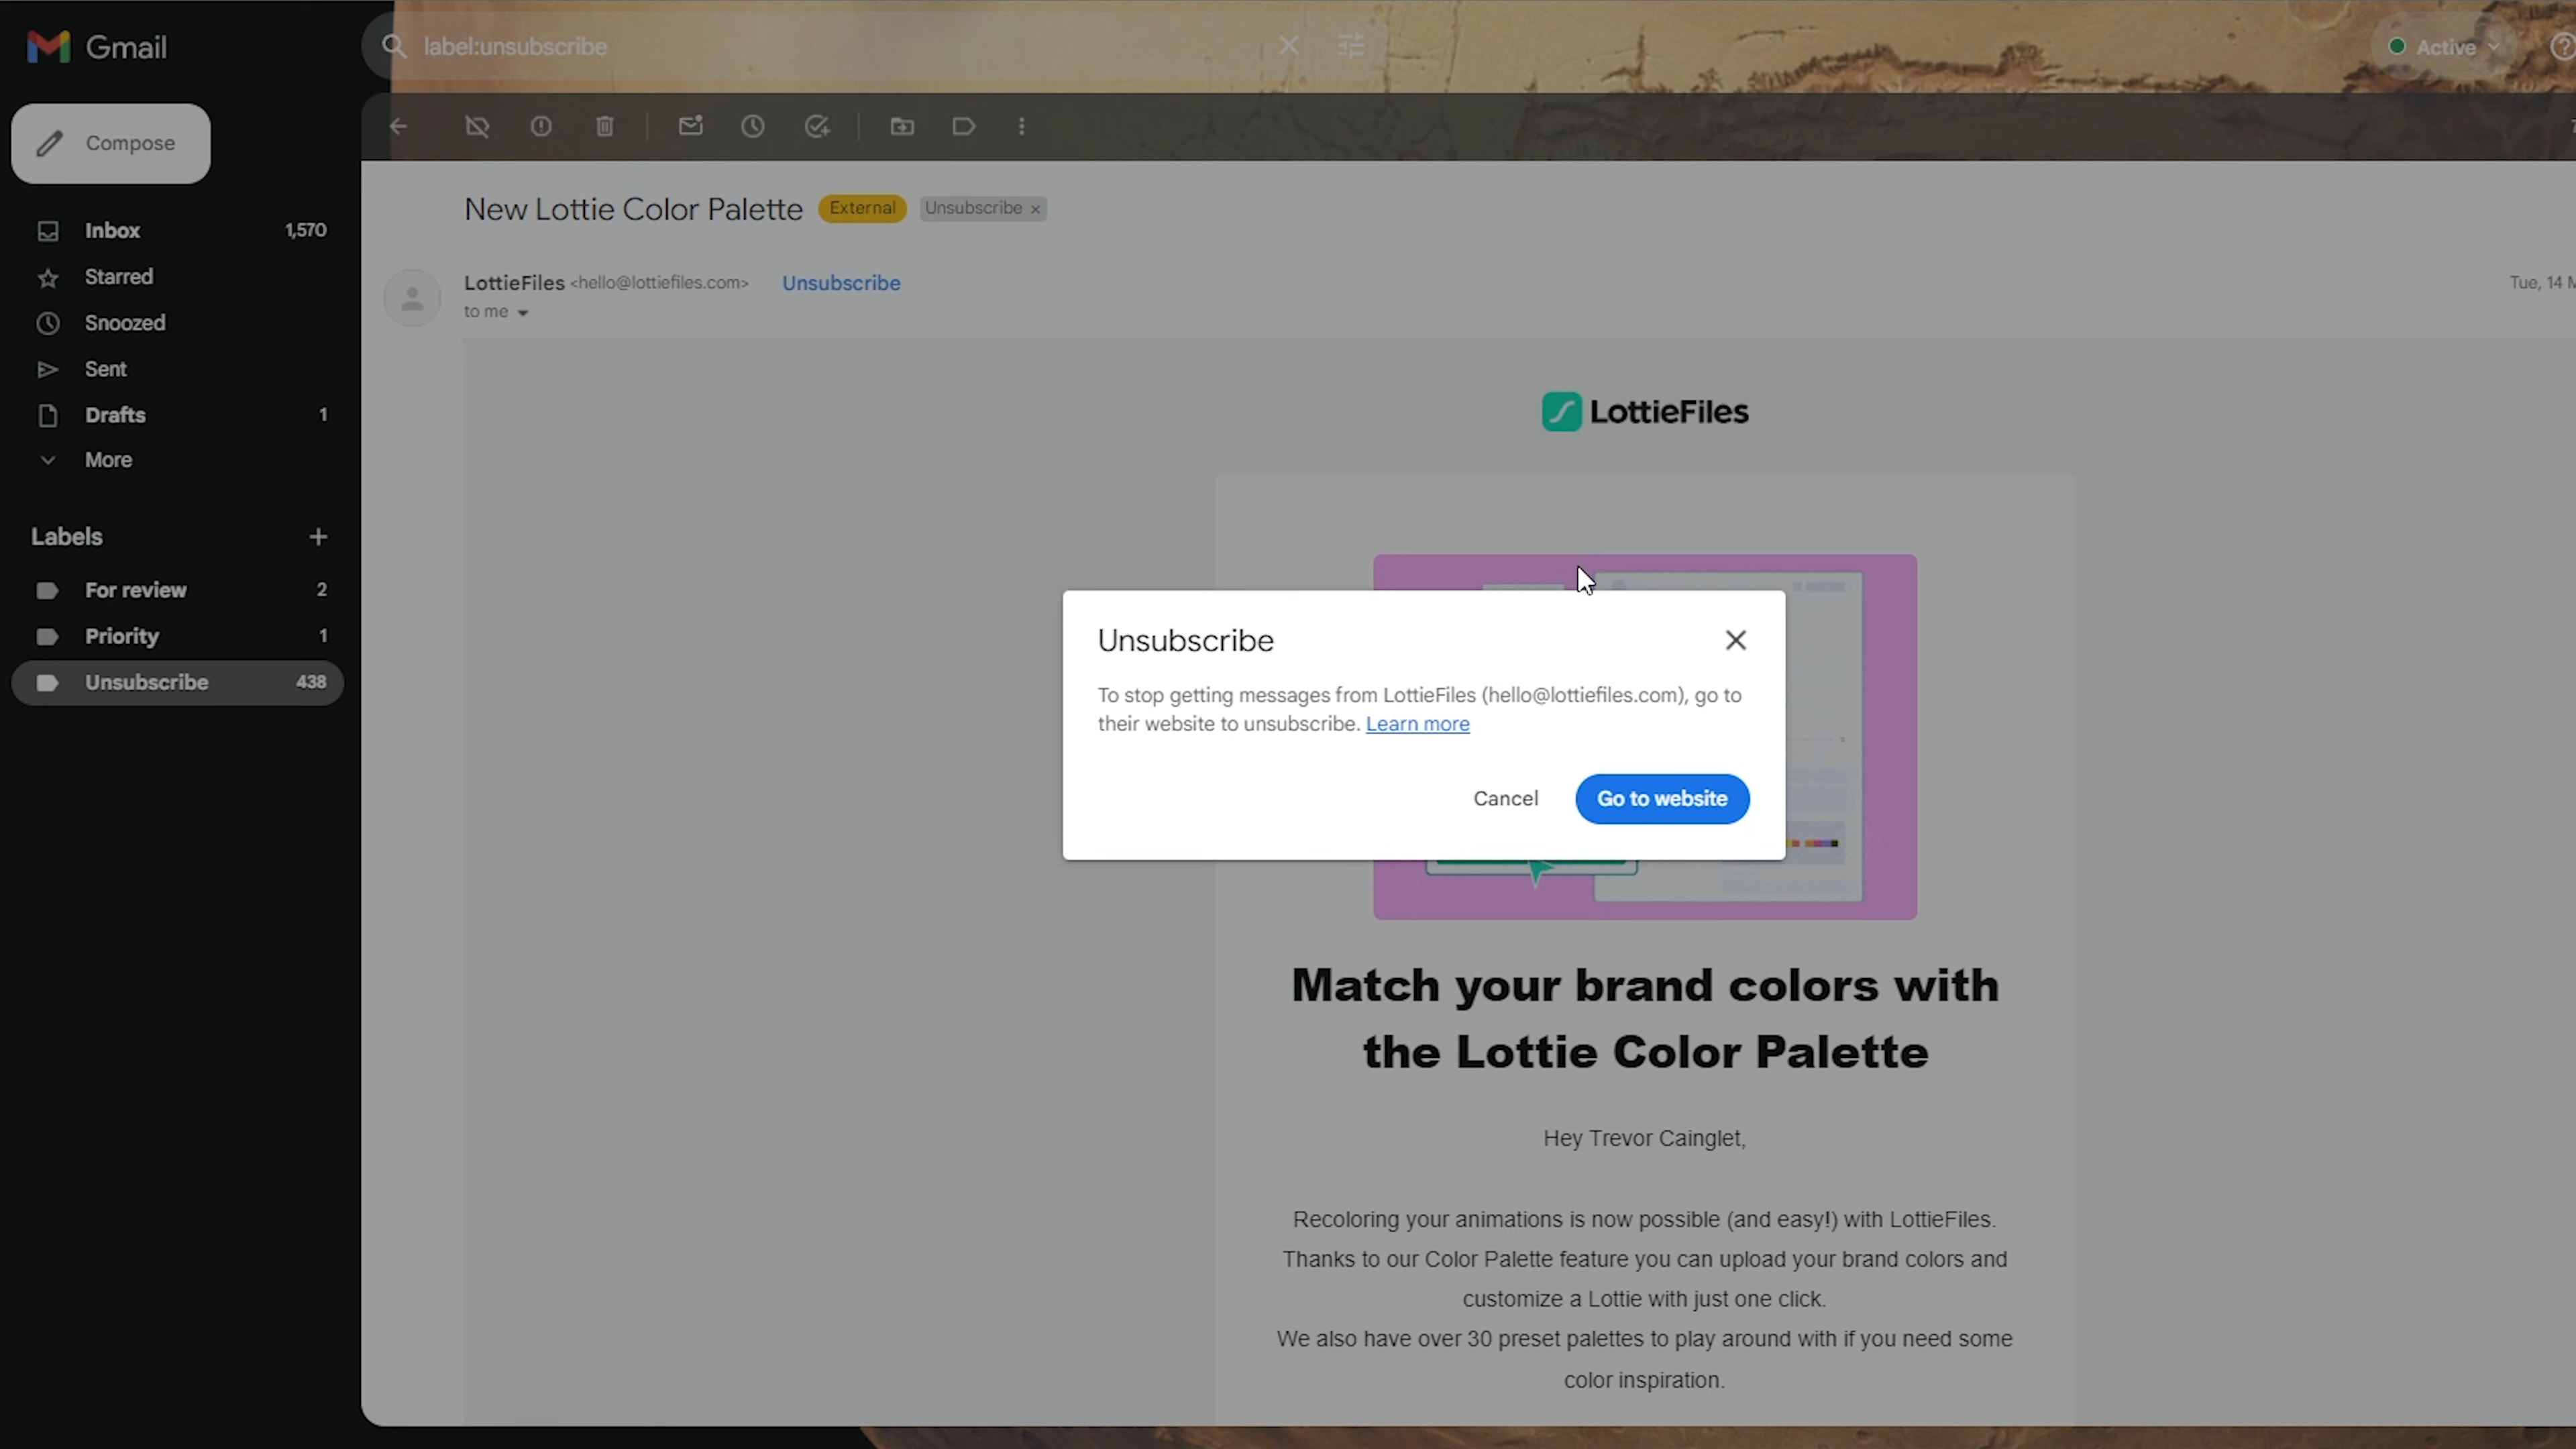 Gmail
label:unsubscribe
Active
Compose
Inbox 1,570
Starred
Snoozed
Sent
Drafts 1
More
Labels
For review 2
Priority 1
Unsubscribe 438
New Lottie Color Palette External Unsubscribe
LottieFiles <hello@lottiefiles.com> Unsubscribe
Tue, 14
to me
LottieFiles
Unsubscribe
To stop getting messages from LottieFiles (hello@lottiefiles.com), go to
their website to unsubscribe. Learn more
Cancel Go to website
Match your brand colors with
the Lottie Color Palette
Hey Trevor Cainglet,
Recoloring your animations is now possible (and easy!) with LottieFiles.
Thanks to our Color Palette feature you can upload your brand colors and
customize a Lottie with just one click.
We also have over 30 preset palettes to play around with if you need some
color inspiration.